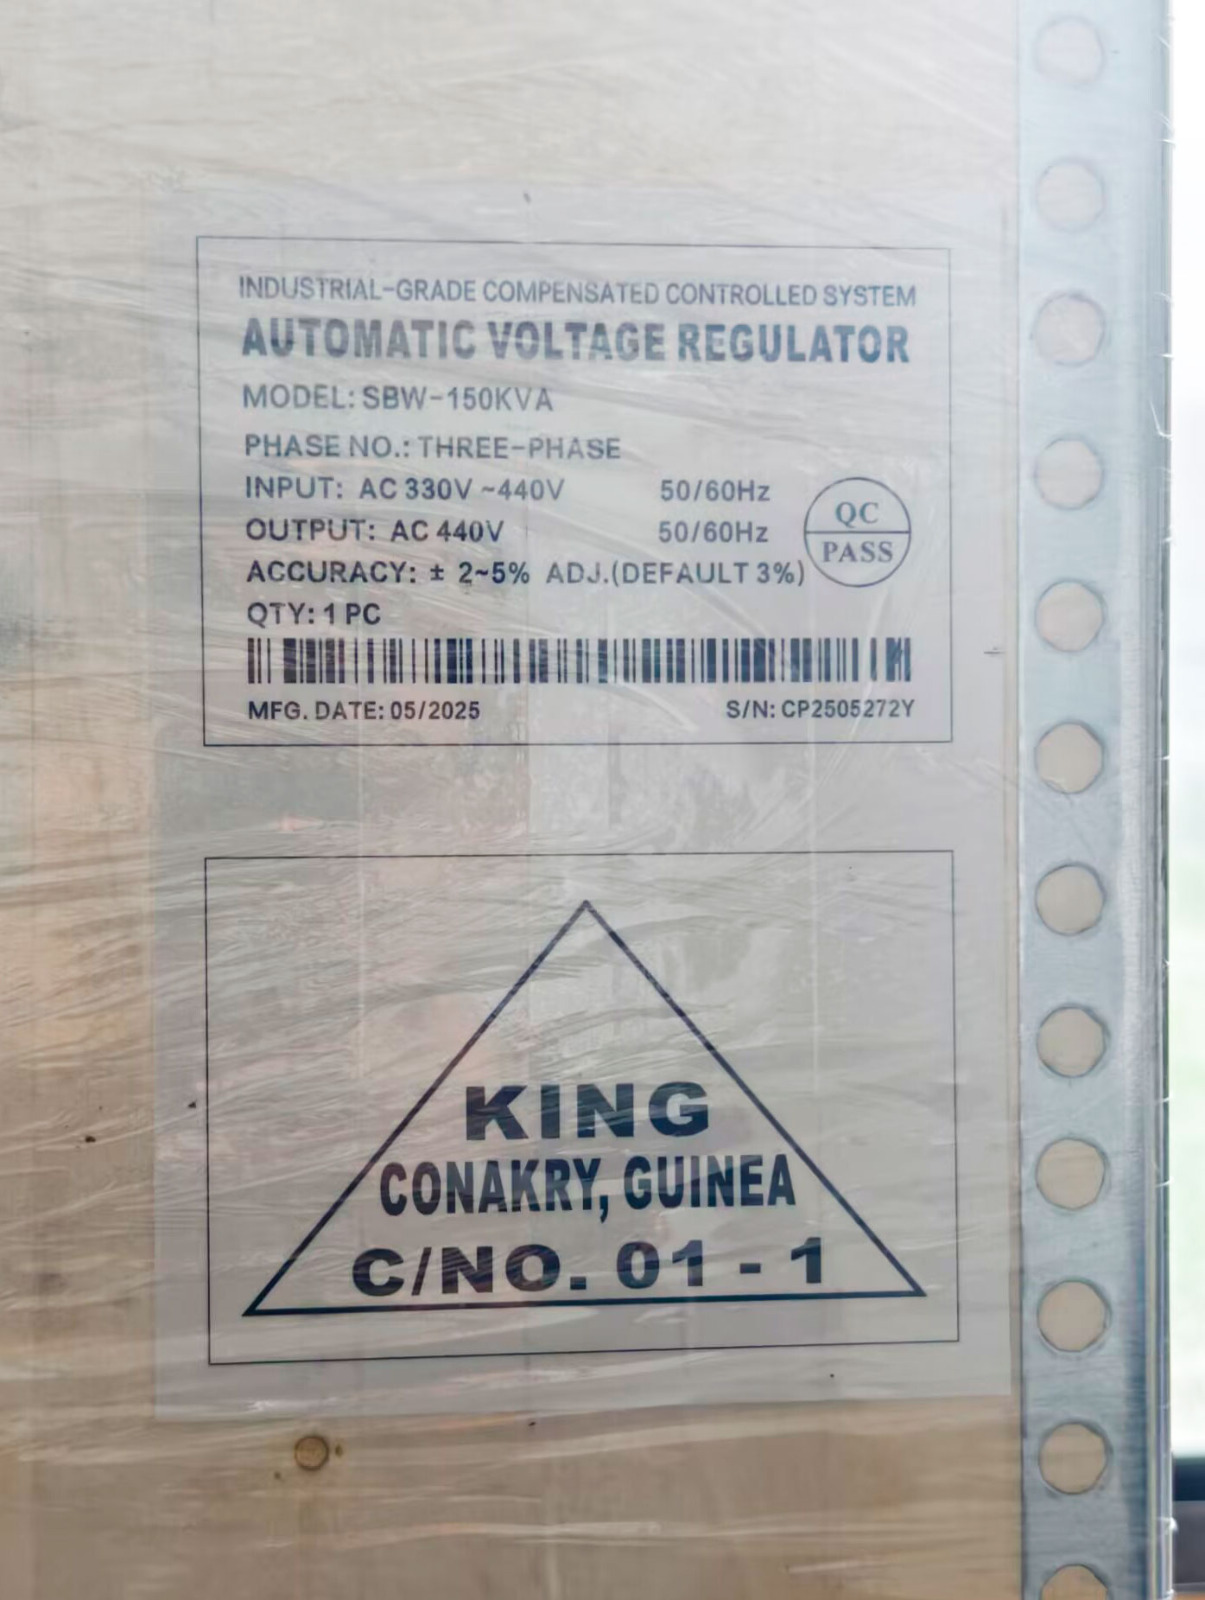 INDUSTRIAL-GRADE COMPENSATED CONTROLLED SYSTEM
AUTOMATIC VOLTAGE REGULATOR
MODEL: SBW-150KVA
PHASE NO.: THREE-PHASE
INPUT: AC 330V ~440V 50/60Hz
OUTPUT: AC 440V 50/60Hz
ACCURACY: ± 2~5% ADJ.(DEFAULT 3%)
QC
PASS
QTY: 1 PC
MFG. DATE: 05/2025 S/N: CP2505272Y
KING
CONAKRY, GUINEA
C/NO. 01 - 1